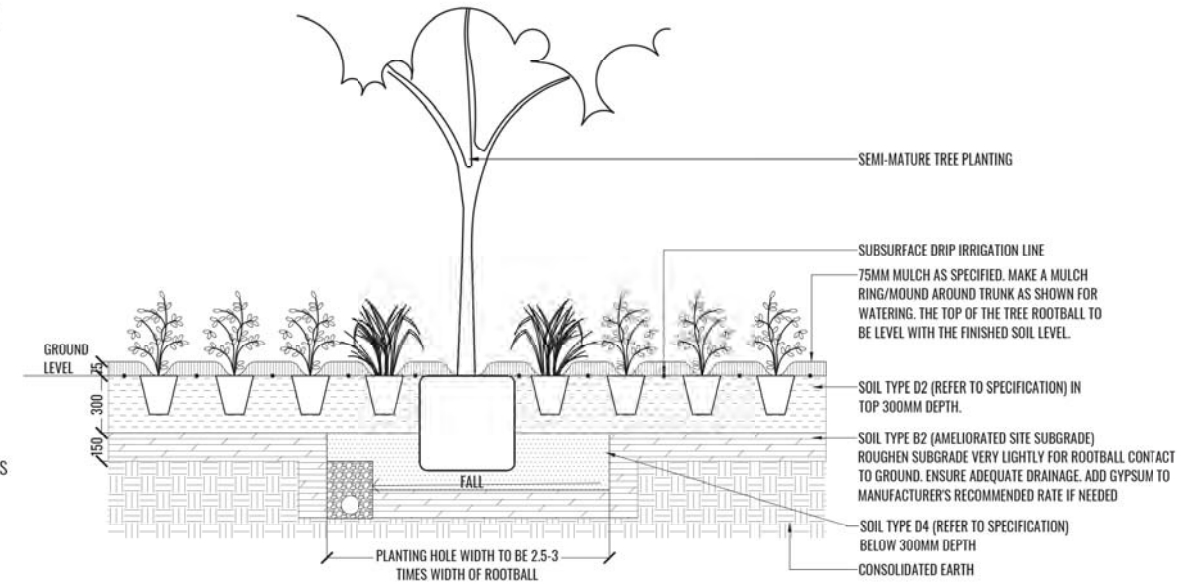 SEMI-MATURE TREE PLANTING
SUBSURFACE DRIP IRRIGATION LINE
75MM MULCH AS SPECIFIED. MAKE A MULCH
RING/MOUND AROUND TRUNK AS SHOWN FOR
WATERING. THE TOP OF THE TREE ROOTBALL TO
BE LEVEL WITH THE FINISHED SOIL LEVEL.
GROUND
LEVEL
75
300
150
SOIL TYPE D2 (REFER TO SPECIFICATION) IN
TOP 300MM DEPTH.
SOIL TYPE B2 (AMELIORATED SITE SUBGRADE)
ROUGHEN SUBGRADE VERY LIGHTLY FOR ROOTBALL CONTACT
TO GROUND. ENSURE ADEQUATE DRAINAGE. ADD GYPSUM TO
MANUFACTURER'S RECOMMENDED RATE IF NEEDED
S
FALL
SOIL TYPE D4 (REFER TO SPECIFICATION)
BELOW 300MM DEPTH
CONSOLIDATED EARTH
PLANTING HOLE WIDTH TO BE 2.5-3
TIMES WIDTH OF ROOTBALL